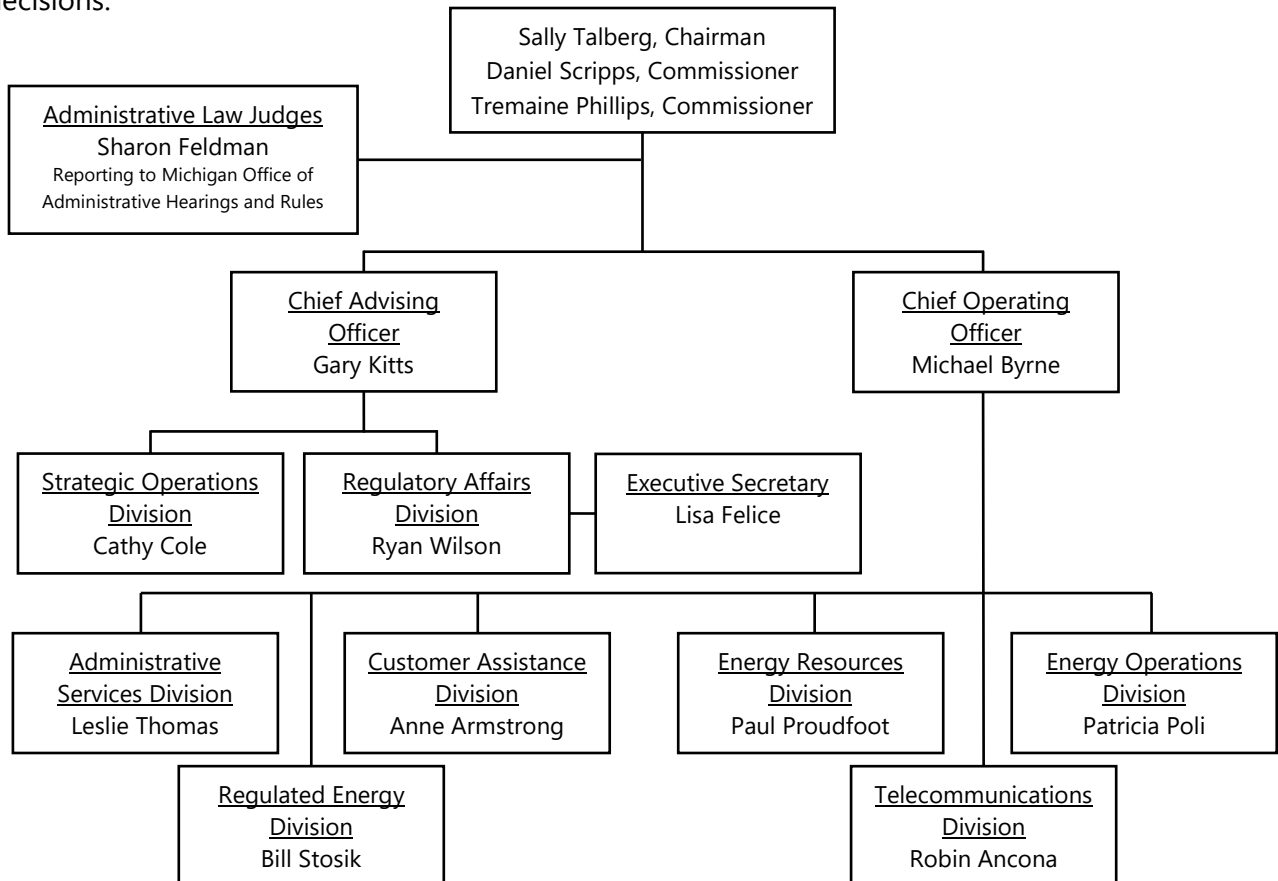 decisions.
Sally Talberg, Chairman
Daniel Scripps, Commissioner
Tremaine Phillips, Commissioner
Administrative Law Judges
Sharon Feldman
Reporting to Michigan Office of
Administrative Hearings and Rules
Chief Advising
Officer
Gary Kitts
Chief Operating
Officer
Michael Byrne
Strategic Operations
Division
Cathy Cole
Regulatory Affairs
Division
Ryan Wilson
Executive Secretary
Lisa Felice
Administrative
Services Division
Leslie Thomas
Customer Assistance
Division
Anne Armstrong
Energy Resources
Division
Paul Proudfoot
Energy Operations
Division
Patricia Poli
Regulated Energy
Division
Bill Stosik
Telecommunications
Division
Robin Ancona